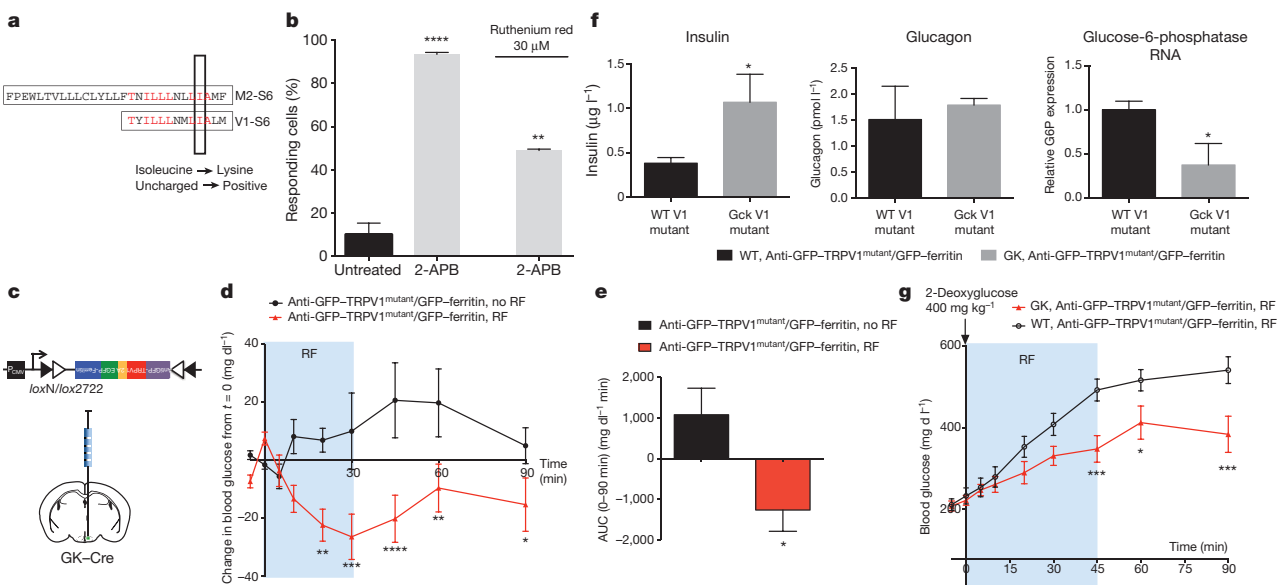 a
FPEWLTVLLLCLYLLFTNILLLNLLIAMF M2-S6
TYILLLNMLIALM V1-S6
Isoleucine → Lysine
Uncharged → Positive
b
Ruthenium red
30 µM
****
**
Responding cells (%)
100
80
60
40
20
0
Untreated 2-APB 2-APB
f
Insulin
Insulin (µg l⁻¹)
1.5
1.0
0.5
0
*
WT V1 mutant
Gck V1 mutant
Glucagon
Glucagon (pmol l⁻¹)
2.5
2.0
1.5
1.0
0.5
0.0
WT V1 mutant
Gck V1 mutant
Glucose-6-phosphatase
RNA
Relative G6P expression
1.5
1.0
0.5
0.0
*
WT V1 mutant
Gck V1 mutant
WT, Anti-GFP–TRPV1mutant/GFP–ferritin
GK, Anti-GFP–TRPV1mutant/GFP–ferritin
c
PCMV
loxN/lox2722
GK–Cre
d
Anti-GFP–TRPV1mutant/GFP–ferritin, no RF
Anti-GFP–TRPV1mutant/GFP–ferritin, RF
RF
Change in blood glucose from t = 0 (mg dl⁻¹)
40
20
0
−20
−40
30 60 90
Time
(min)
**
***
****
**
*
e
Anti-GFP–TRPV1mutant/GFP–ferritin, no RF
Anti-GFP–TRPV1mutant/GFP–ferritin, RF
AUC (0–90 min) (mg dl⁻¹ min)
2,000
1,000
0
−1,000
−2,000
*
g
2-Deoxyglucose
400 mg kg⁻¹
GK, Anti-GFP–TRPV1mutant/GFP–ferritin, RF
WT, Anti-GFP–TRPV1mutant/GFP–ferritin, RF
RF
Blood glucose (mg dl⁻¹)
600
400
200
***
*
***
Time (min)
0 15 30 45 60 75 90